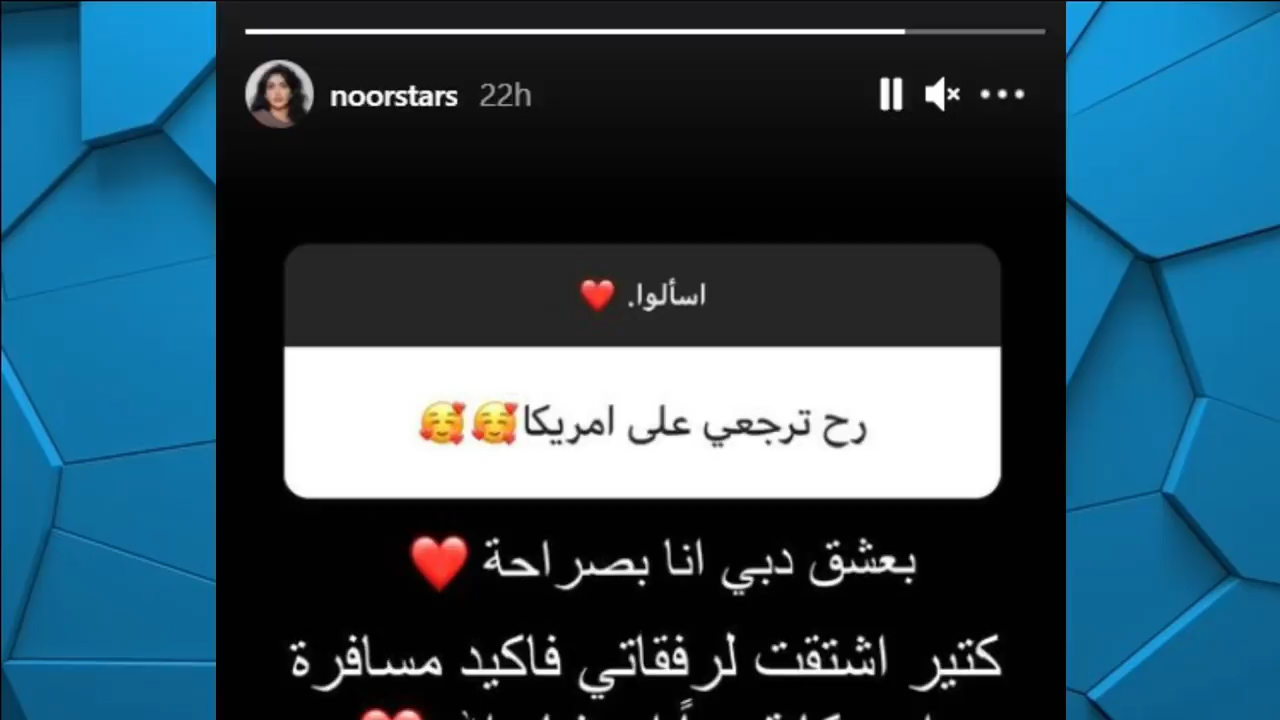 noorstars 22h
اسألوا. ❤️
رح ترجعي على امريكا🥰🥰
بعشق دبي انا بصراحة ❤️
كتير اشتقت لرفقاتي فاكيد مسافرة